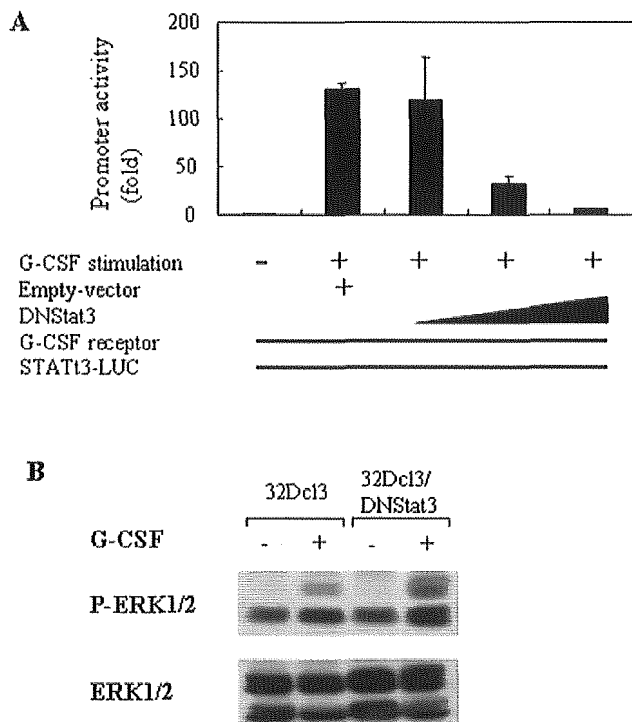 A
200
150
100
50
0
Promoter activity
(fold)
G-CSF stimulation - + + + +
Empty-vector +
DNStat3
G-CSF receptor
STATt3-LUC
B
32Dcl3 32Dcl3/
DNStat3
G-CSF - + - +
P-ERK1/2
ERK1/2